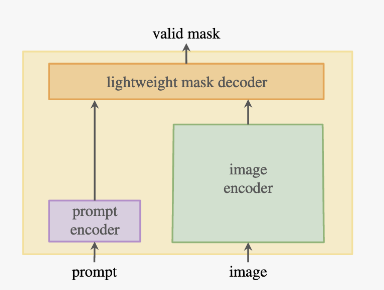 valid mask
lightweight mask decoder
image
encoder
prompt
encoder
prompt
image